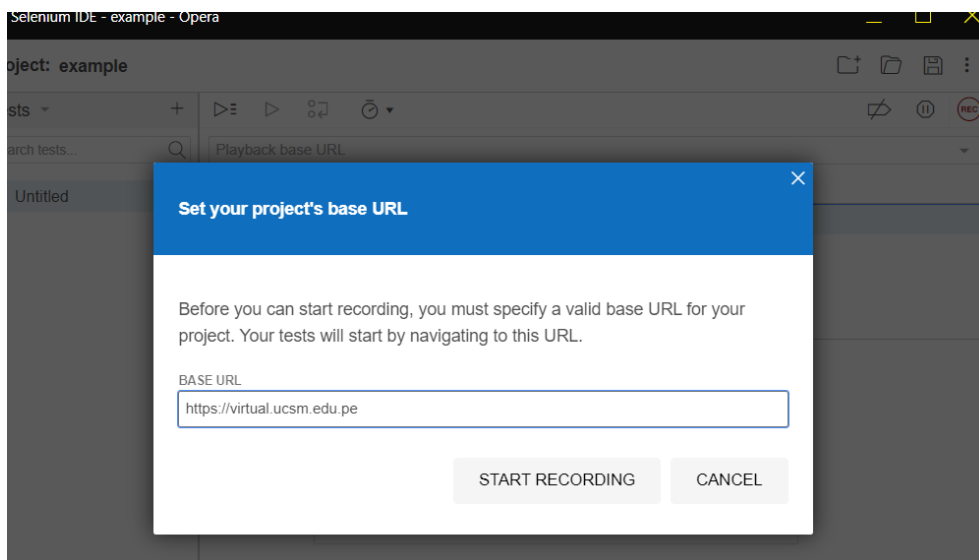 Selenium IDE - example - Opera
oject: example
sts
arch tests...
Untitled
Playback base URL
REC
Set your project's base URL
Before you can start recording, you must specify a valid base URL for your
project. Your tests will start by navigating to this URL.
BASE URL
https://virtual.ucsm.edu.pe
START RECORDING
CANCEL